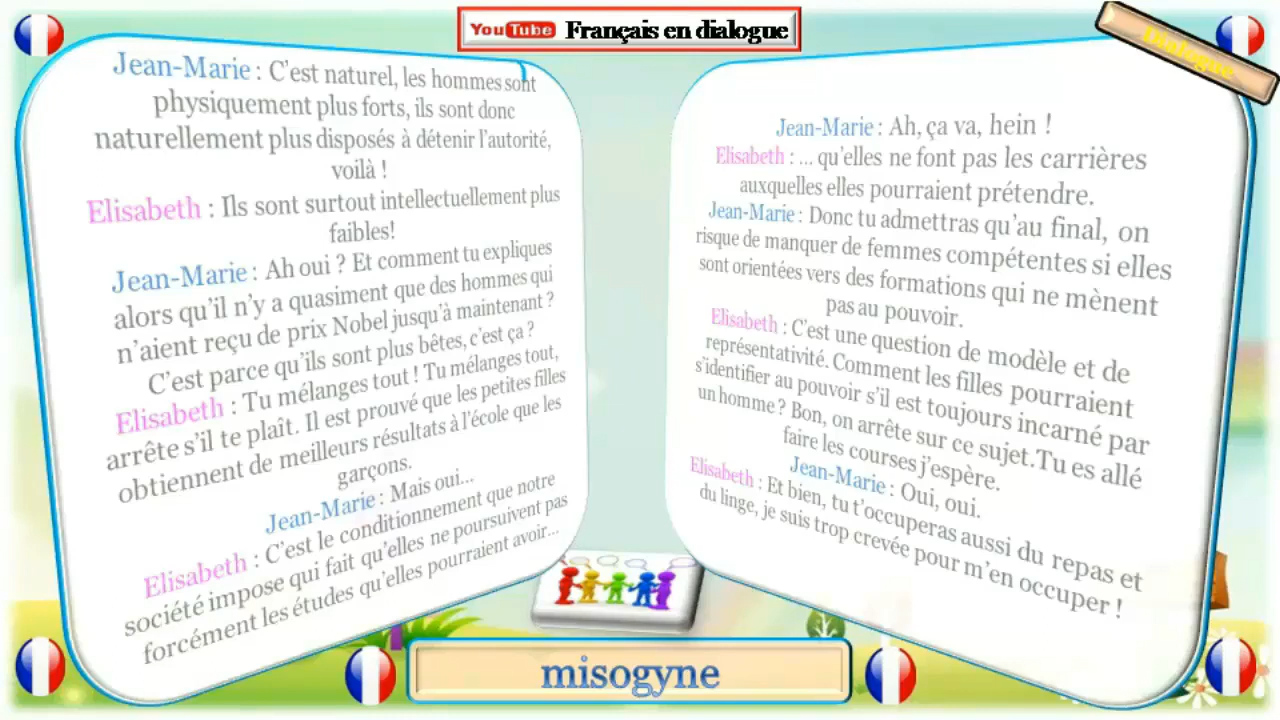 YouTube Français en dialogue
Dialogue
Jean-Marie : C'est naturel, les hommes sont
physiquement plus forts, ils sont donc
naturellement plus disposés à détenir l'autorité,
voilà !
Elisabeth : Ils sont surtout intellectuellement plus
faibles!
Jean-Marie : Ah oui ? Et comment tu expliques
alors qu'il n'y a quasiment que des hommes qui
n'aient reçu de prix Nobel jusqu'à maintenant ?
C'est parce qu'ils sont plus bêtes, c'est ça ?
Elisabeth : Tu mélanges tout ! Tu mélanges tout,
arrête s'il te plaît. Il est prouvé que les petites filles
obtiennent de meilleurs résultats à l'école que les
garçons.
Jean-Marie : Mais oui...
Elisabeth : C'est le conditionnement que notre
société impose qui fait qu'elles ne poursuivent pas
forcément les études qu'elles pourraient avoir...
Jean-Marie : Ah, ça va, hein !
Elisabeth : ... qu'elles ne font pas les carrières
auxquelles elles pourraient prétendre.
Jean-Marie : Donc tu admettras qu'au final, on
risque de manquer de femmes compétentes si elles
sont orientées vers des formations qui ne mènent
pas au pouvoir.
Elisabeth : C'est une question de modèle et de
représentativité. Comment les filles pourraient
s'identifier au pouvoir s'il est toujours incarné par
un homme ? Bon, on arrête sur ce sujet.Tu es allé
faire les courses j'espère.
Jean-Marie : Oui, oui.
Elisabeth : Et bien, tu t'occuperas aussi du repas et
du linge, je suis trop crevée pour m'en occuper !
misogyne